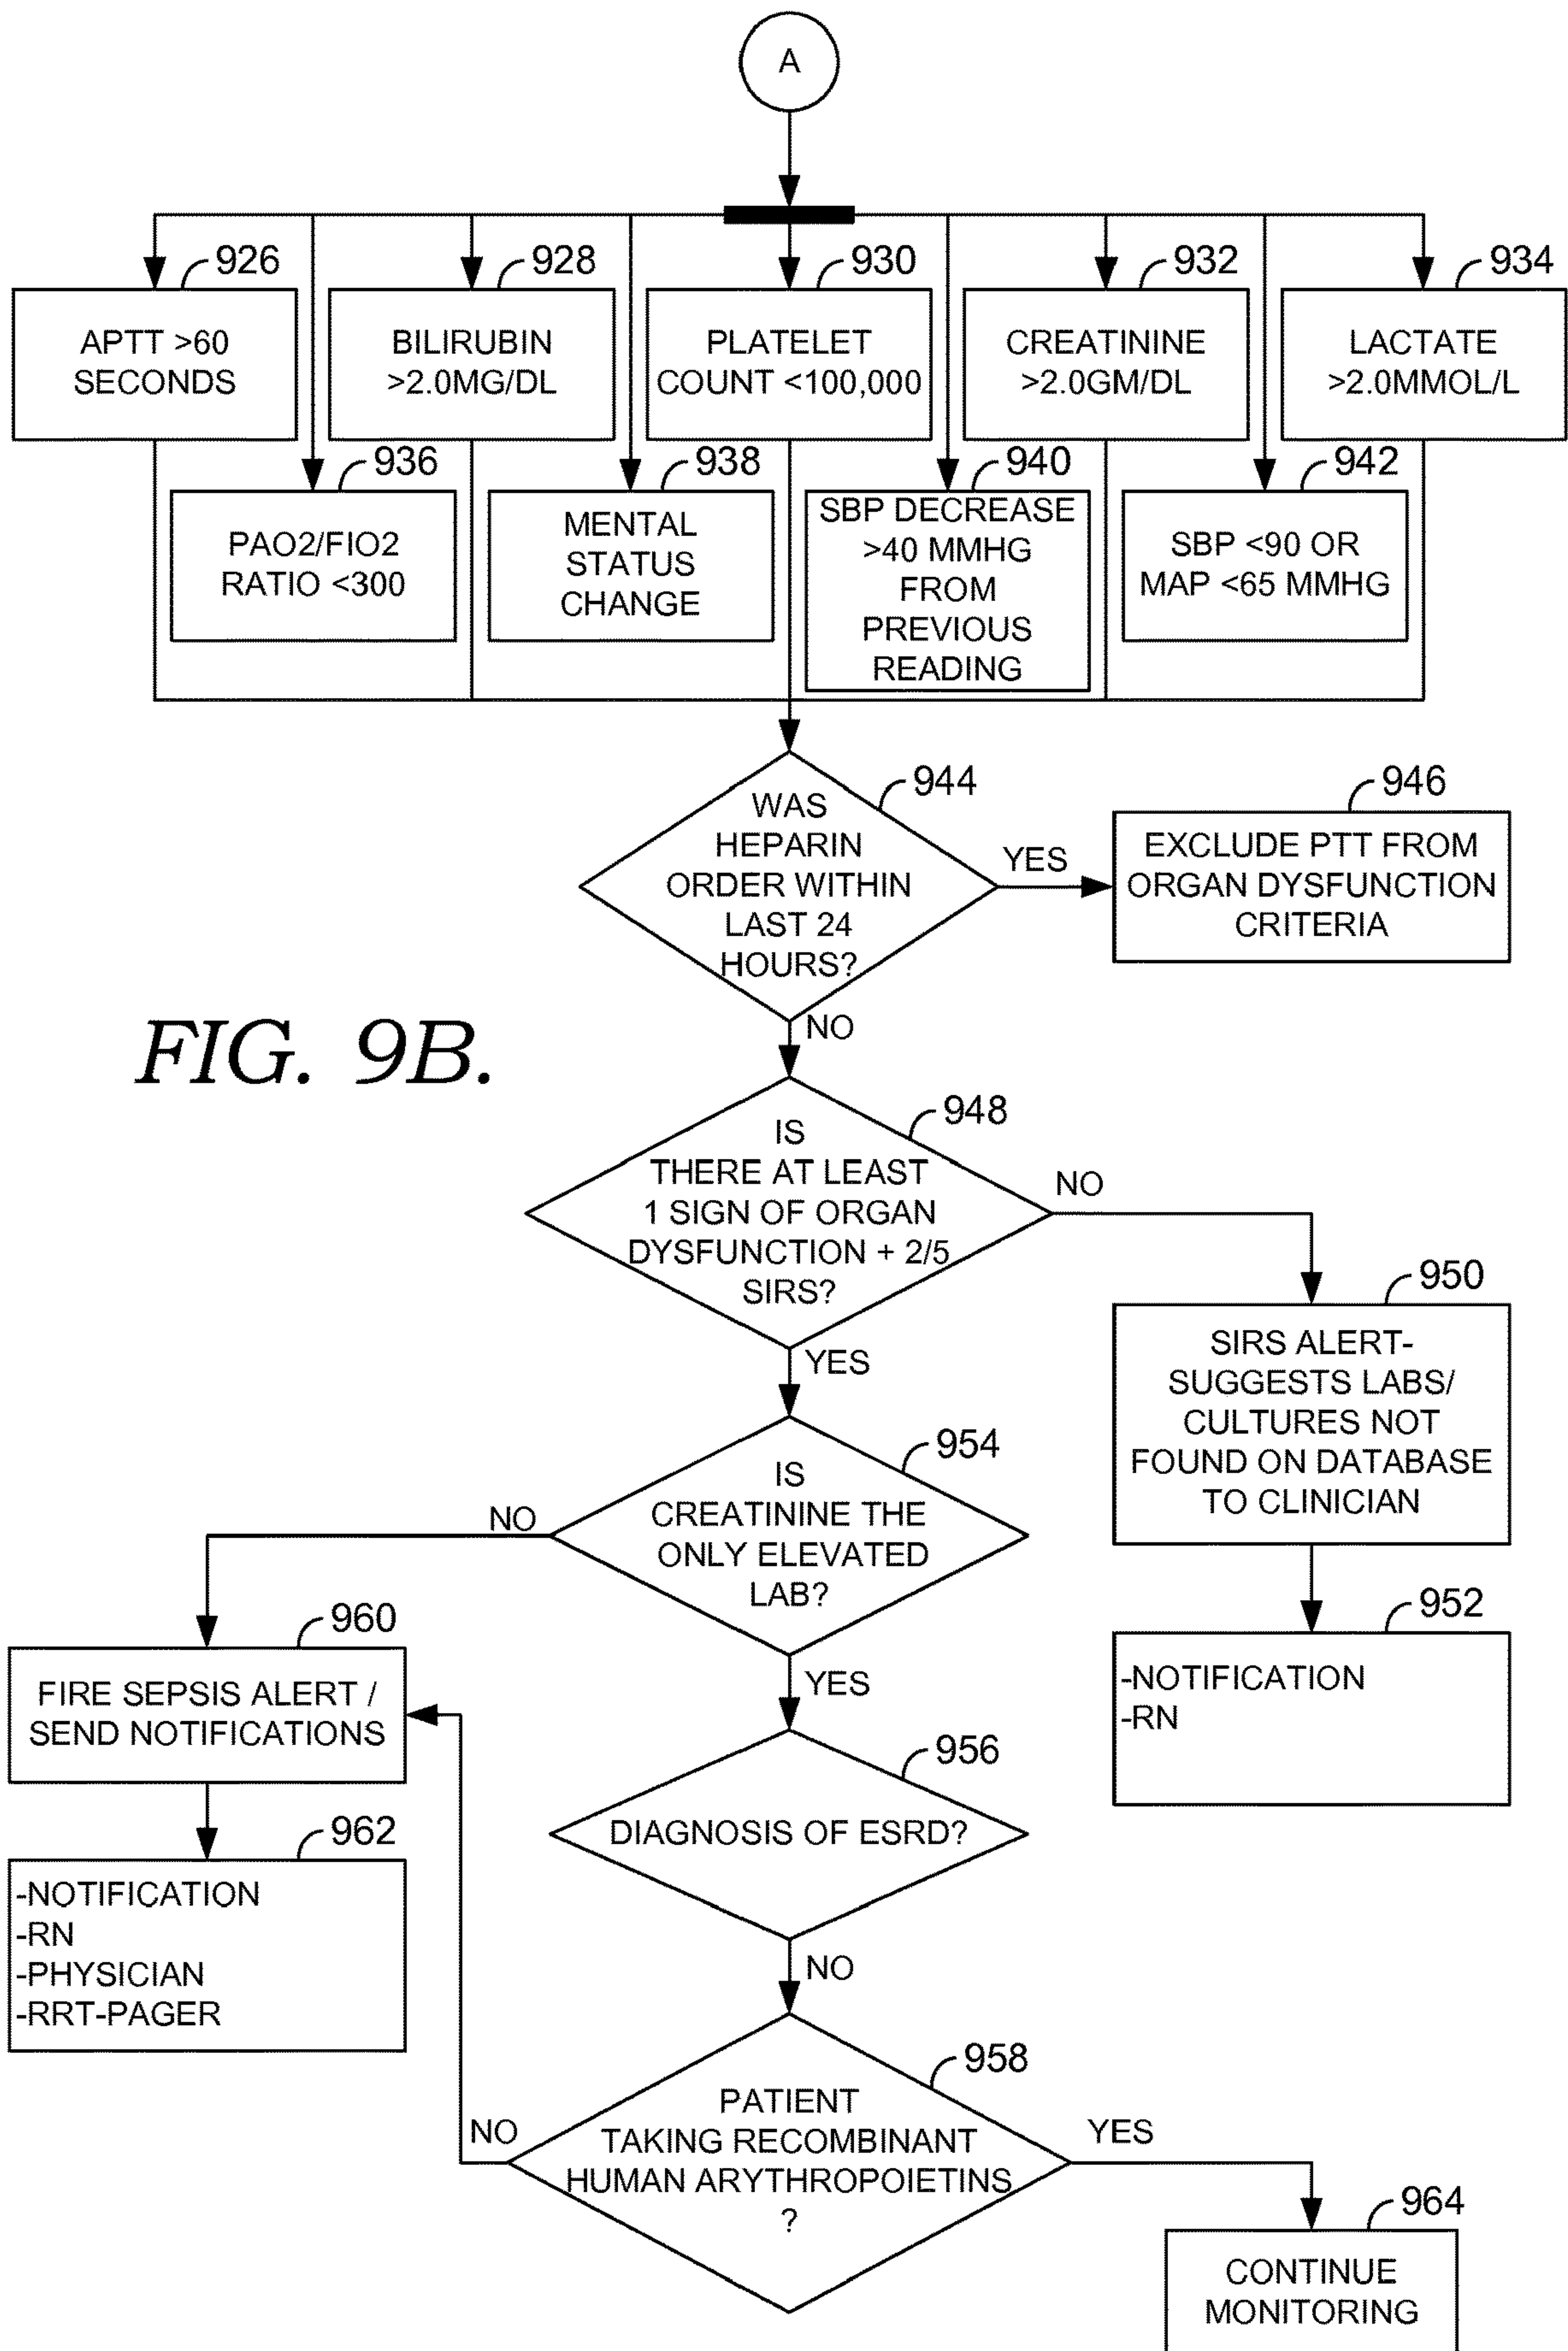 A
926
928
930
932
934
APTT >60
SECONDS
BILIRUBIN
>2.0MG/DL
PLATELET
COUNT <100,000
CREATININE
>2.0GM/DL
LACTATE
>2.0MMOL/L
936
938
940
942
PAO2/FIO2
RATIO <300
MENTAL
STATUS
CHANGE
SBP DECREASE
>40 MMHG
FROM
PREVIOUS
READING
SBP <90 OR
MAP <65 MMHG
944
WAS
HEPARIN
ORDER WITHIN
LAST 24
HOURS?
YES
946
EXCLUDE PTT FROM
ORGAN DYSFUNCTION
CRITERIA
NO
FIG. 9B.
948
IS
THERE AT LEAST
1 SIGN OF ORGAN
DYSFUNCTION + 2/5
SIRS?
NO
950
SIRS ALERT-
SUGGESTS LABS/
CULTURES NOT
FOUND ON DATABASE
TO CLINICIAN
YES
954
IS
CREATININE THE
ONLY ELEVATED
LAB?
NO
952
-NOTIFICATION
-RN
960
FIRE SEPSIS ALERT /
SEND NOTIFICATIONS
YES
956
DIAGNOSIS OF ESRD?
962
-NOTIFICATION
-RN
-PHYSICIAN
-RRT-PAGER
NO
958
PATIENT
TAKING RECOMBINANT
HUMAN ARYTHROPOIETINS
?
NO
YES
964
CONTINUE
MONITORING